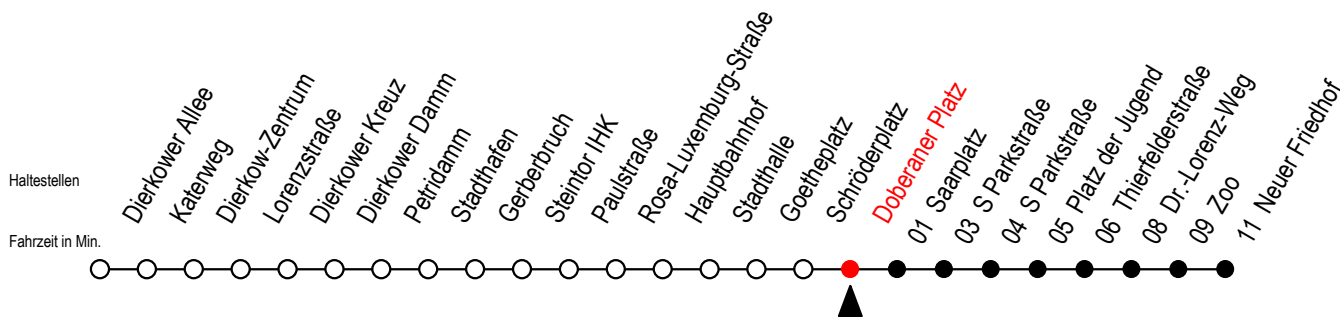 Haltestellen
Fahrzeit in Min.
Dierkower Allee
Katerweg
Dierkow-Zentrum
Lorenzstraße
Dierkower Kreuz
Dierkower Damm
Petridamm
Stadthafen
Gerberbruch
Steintor IHK
Paulstraße
Rosa-Luxemburg-Straße
Hauptbahnhof
Stadthalle
Goetheplatz
Schröderplatz
Doberaner Platz
01 Saarplatz
03 S Parkstraße
04 S Parkstraße
05 Platz der Jugend
06 Thierfelderstraße
08 Dr.-Lorenz-Weg
09 Zoo
11 Neuer Friedhof